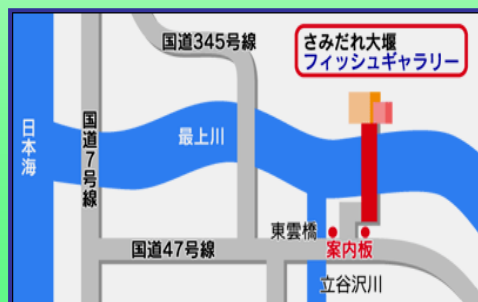 国道345号線
さみだれ大堰
フィッシュギャラリー
日本海
国道7号線
最上川
東雲橋
国道47号線
案内板
立谷沢川